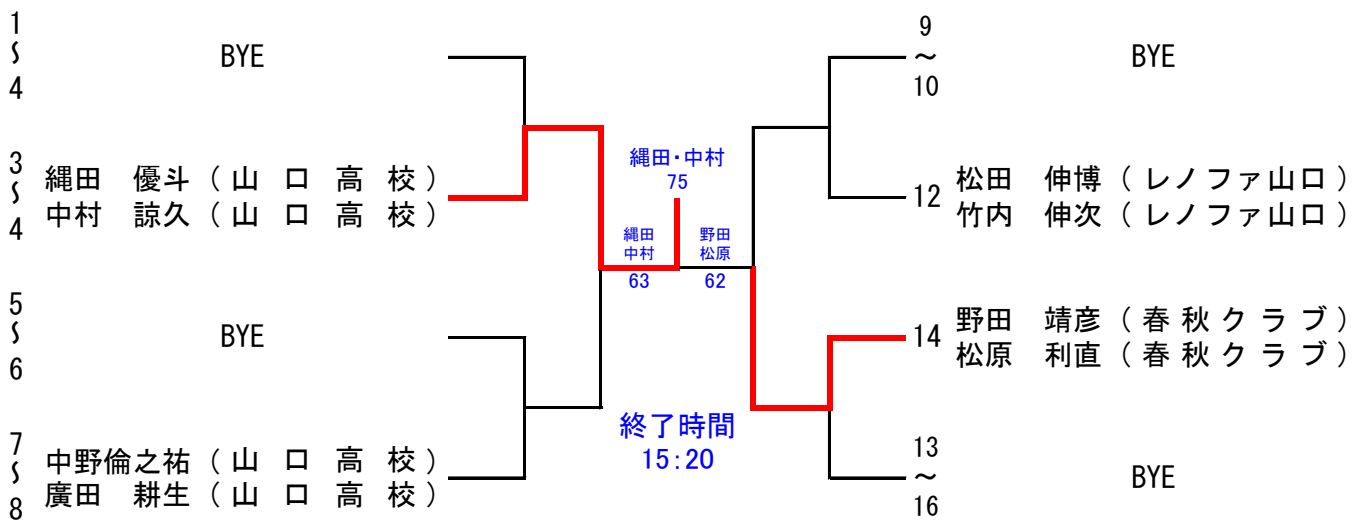 1
〜
4
BYE
3
〜
4
縄田　優斗（山口高校）
中村　諒久（山口高校）
5
〜
6
BYE
7
〜
8
中野倫之祐（山口高校）
廣田　耕生（山口高校）
縄田・中村
75
縄田
中村
63
野田
松原
62
終了時間
15:20
9
～
10
BYE
12
松田　伸博（レノファ山口）
竹内　伸次（レノファ山口）
14
野田　靖彦（春秋クラブ）
松原　利直（春秋クラブ）
13
～
16
BYE